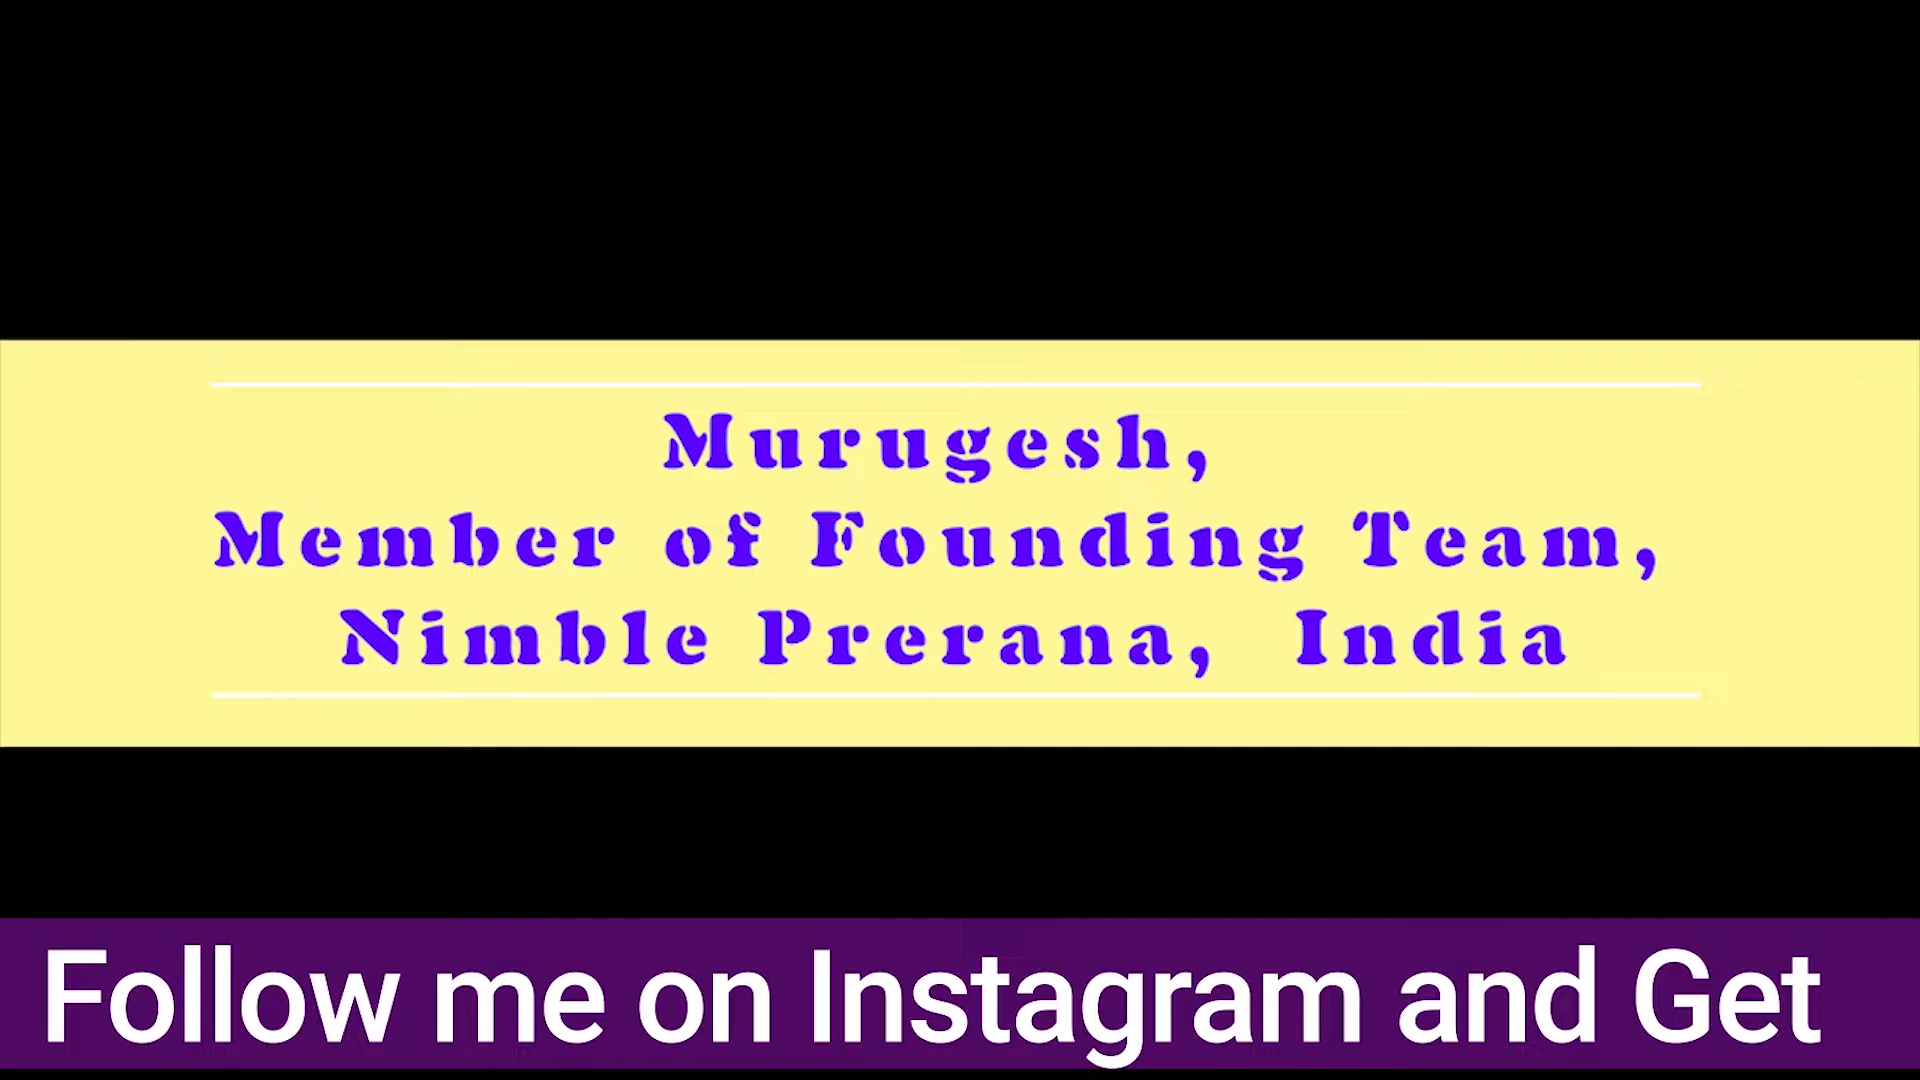 Murugesh,
Member of Founding Team,
Nimble Prerana, India
Follow me on Instagram and Get